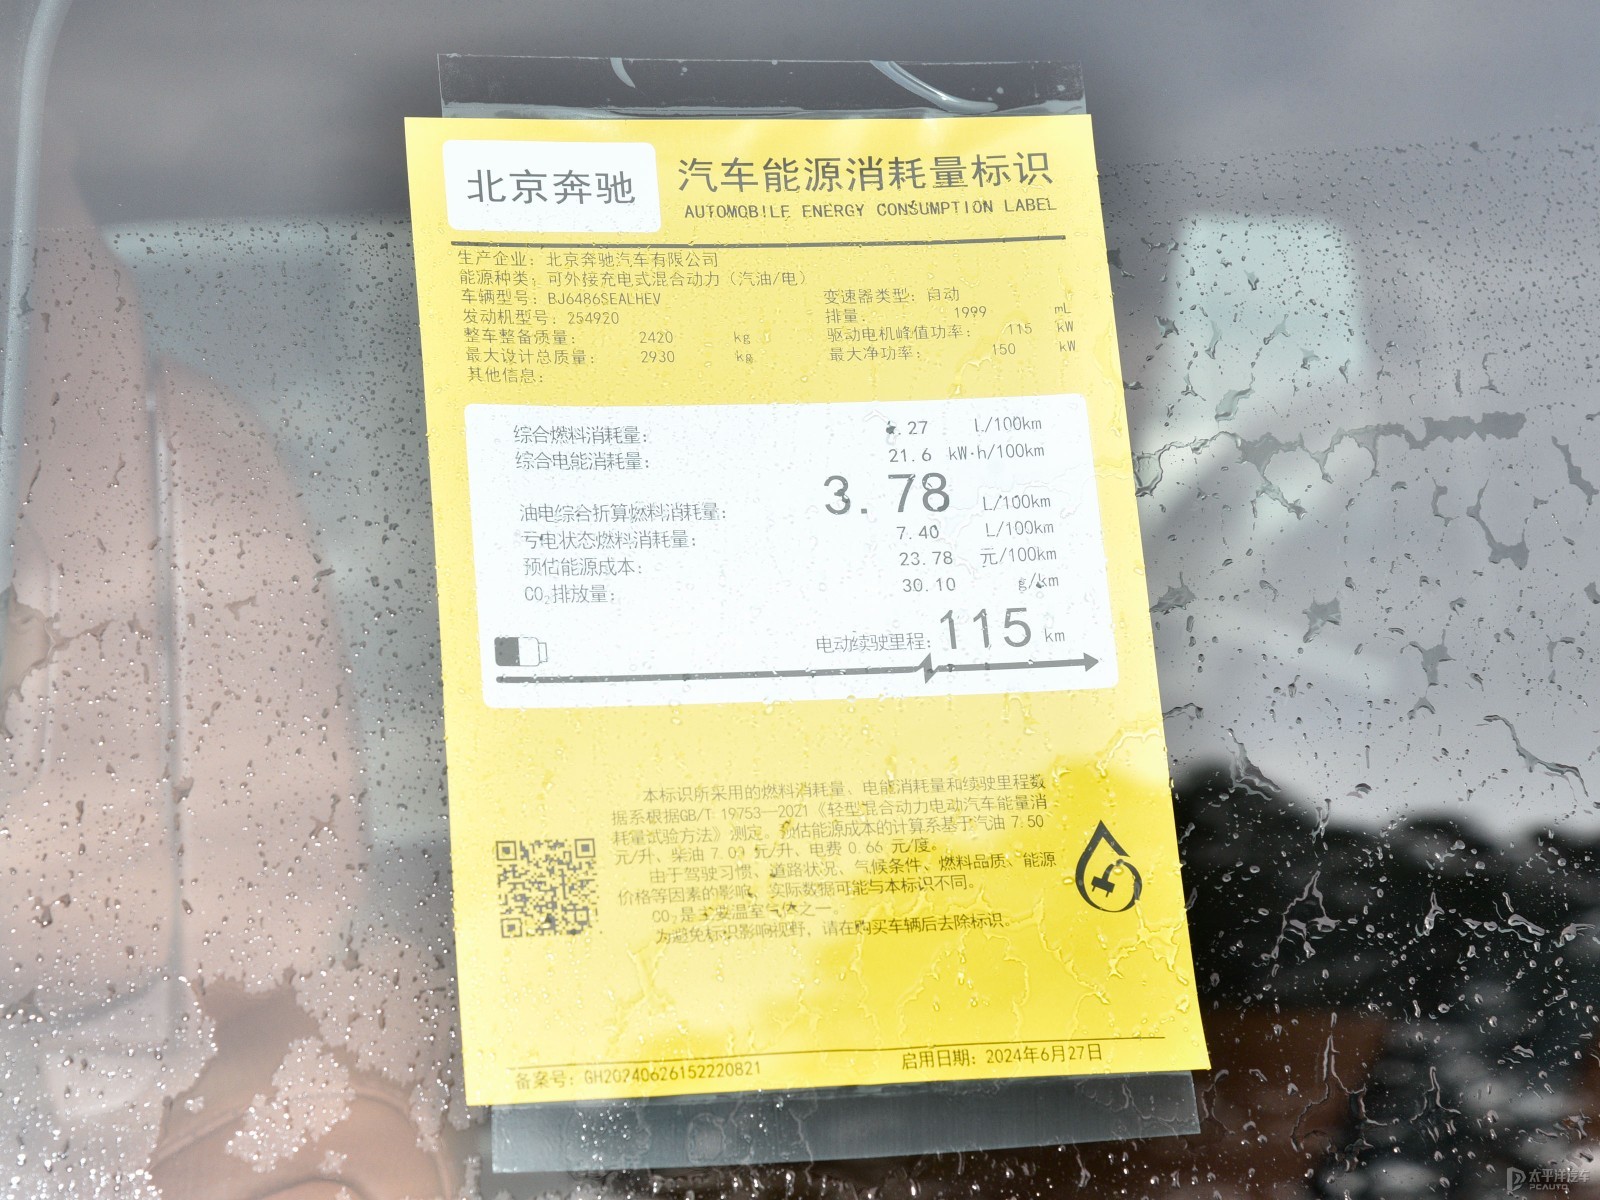 北京奔驰
汽车能源消耗量标识
AUTOMOBILE ENERGY CONSUMPTION LABEL
生产企业：北京奔驰汽车有限公司
能源种类：可外接充电式混合动力（汽油/电）
车辆型号：BJ6486SEALHEV 变速器类型：自动
发动机型号：254920 排量： 1999 mL
整车整备质量： 2420 kg 驱动电机峰值功率： 115 kW
最大设计总质量： 2930 kg 最大净功率： 150 kW
其他信息：
综合燃料消耗量： .27 L/100km
综合电能消耗量： 21.6 kW·h/100km
油电综合折算燃料消耗量： 3.78 L/100km
亏电状态燃料消耗量： 7.40 L/100km
预估能源成本： 23.78 元/100km
CO₂排放量： 30.10 g/km
电动续驶里程：115 km
本标识所采用的燃料消耗量、电能消耗量和续驶里程数
据系根据GB/T 19753—2021《轻型混合动力电动汽车能量消
耗量试验方法》测定。预估能源成本的计算系基于汽油 7.50
元/升、柴油 元/升、电费 0.66 元/度。
由于驾驶习惯、道路状况、气候条件、燃料品质、能源
价格等因素的影响，实际数据可能与本标识不同。
CO₂是主要温室气体之一。
为避免标识影响视野，请在购买车辆后去除标识。
备案号：GH20240626152220821 启用日期：2024年6月27日
太平洋汽车
PCAUTO